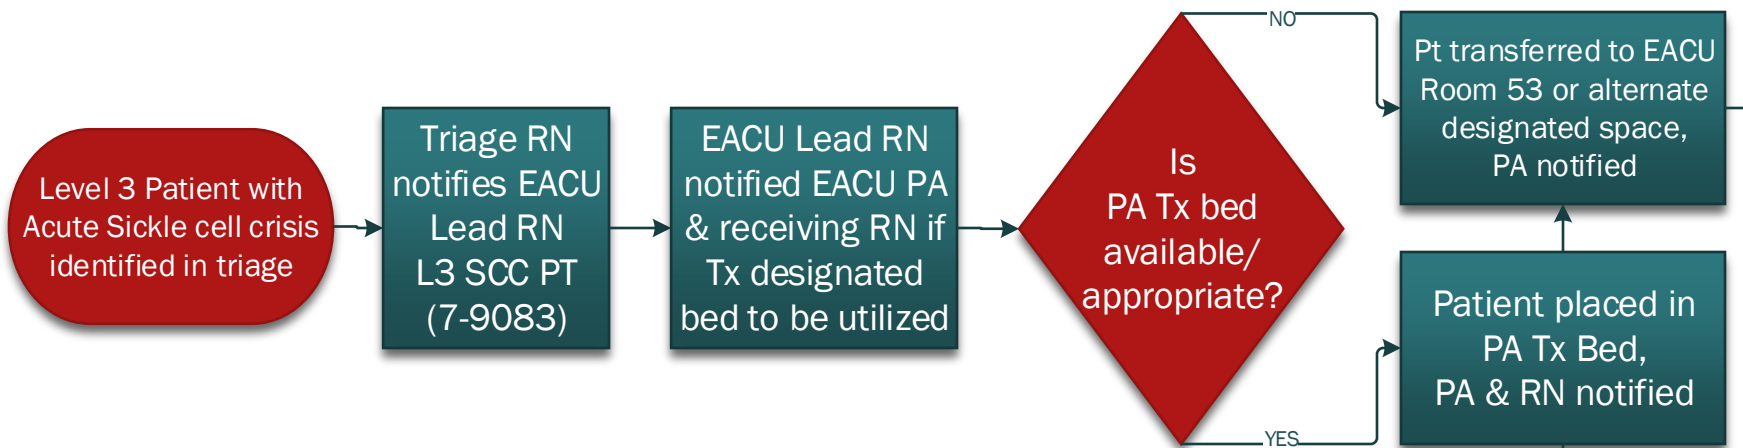 Level 3 Patient with
Acute Sickle cell crisis
identified in triage
Triage RN
notifies EACU
Lead RN
L3 SCC PT
(7-9083)
EACU Lead RN
notified EACU PA
& receiving RN if
Tx designated
bed to be utilized
Is
PA Tx bed
available/
appropriate?
NO
Pt transferred to EACU
Room 53 or alternate
designated space,
PA notified
YES
Patient placed in
PA Tx Bed,
PA & RN notified